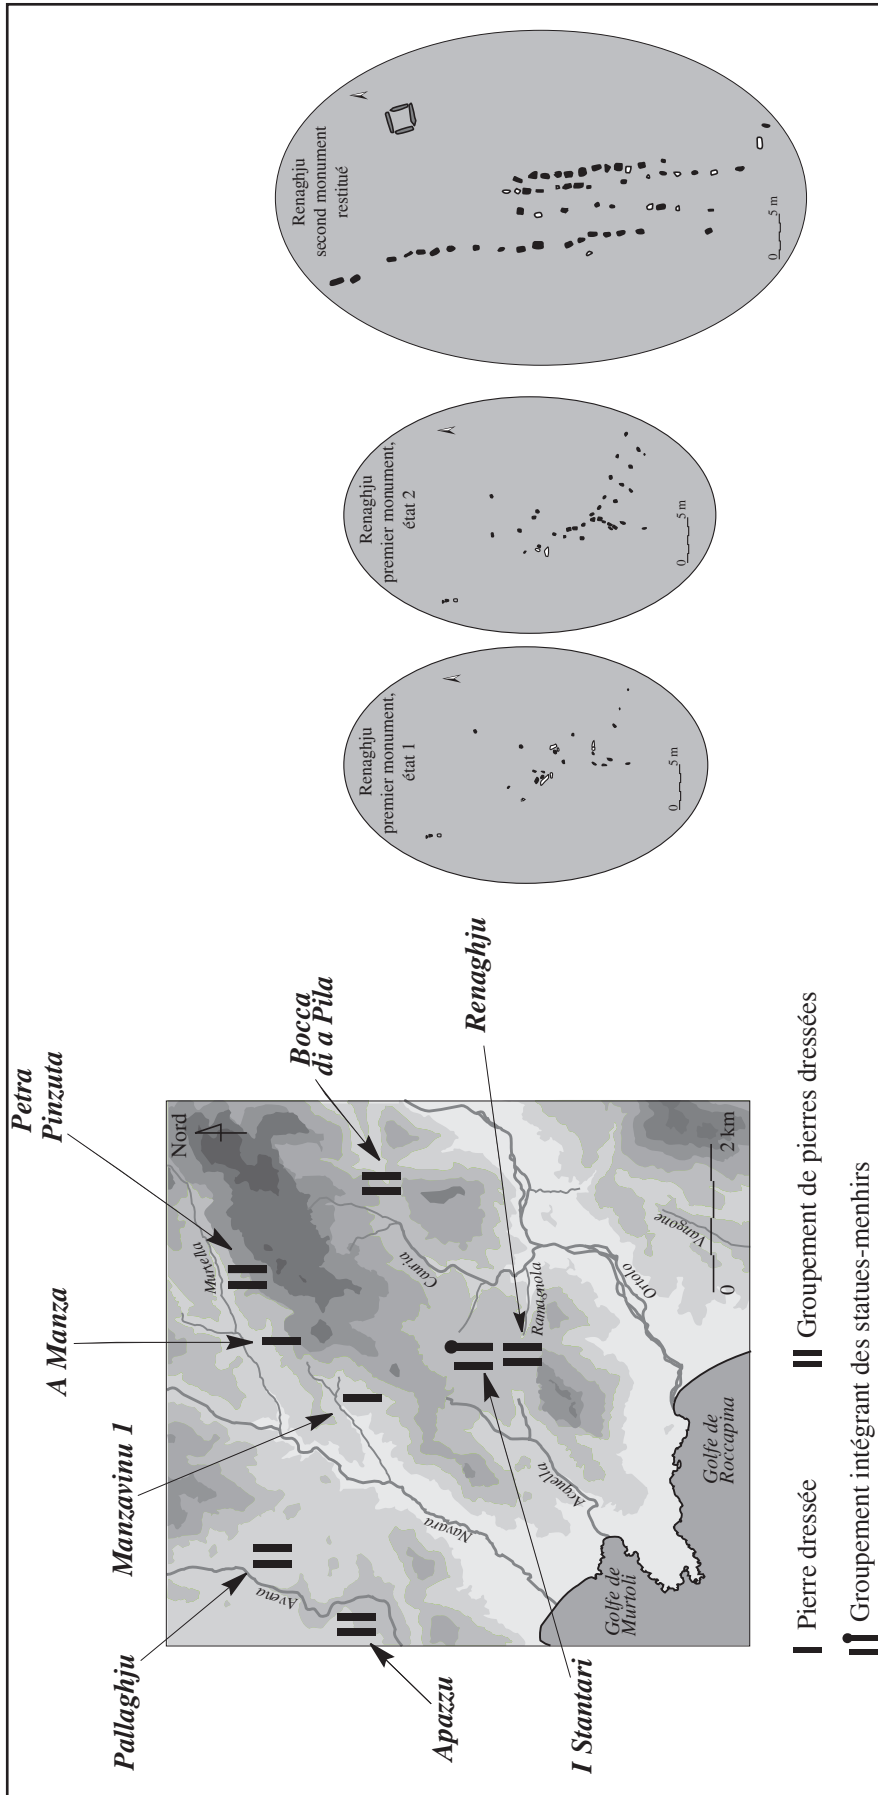 Pallaghju
Manzavinu 1
A Manza
Petra
Pinzuta
Bocca
di a Pila
Renaghju
Apazzu
I Stantari
Nord
Murella
Avena
Navara
Cauria
Ramagnola
Acquella
Ortolo
Vangone
Golfe de
Murtoli
Golfe de
Roccapina
0
2 km
Pierre dressée
Groupement de pierres dressées
Groupement intégrant des statues-menhirs
Renaghju
premier monument,
état 1
0
5 m
Renaghju
premier monument,
état 2
0
5 m
Renaghju
second monument
restitué
0
5 m